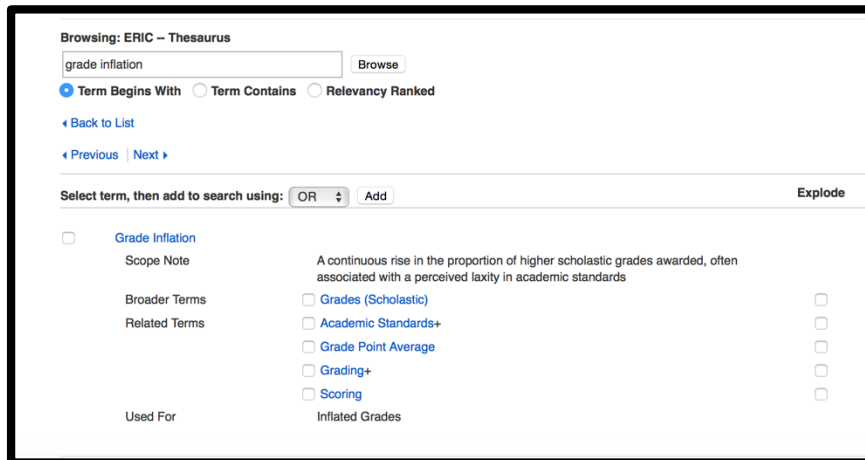 Browsing: ERIC -- Thesaurus
grade inflation Browse
Term Begins With Term Contains Relevancy Ranked
Back to List
Previous | Next
Select term, then add to search using: OR Add Explode
Grade Inflation
Scope Note A continuous rise in the proportion of higher scholastic grades awarded, often
associated with a perceived laxity in academic standards
Broader Terms Grades (Scholastic)
Related Terms Academic Standards+
Grade Point Average
Grading+
Scoring
Used For Inflated Grades